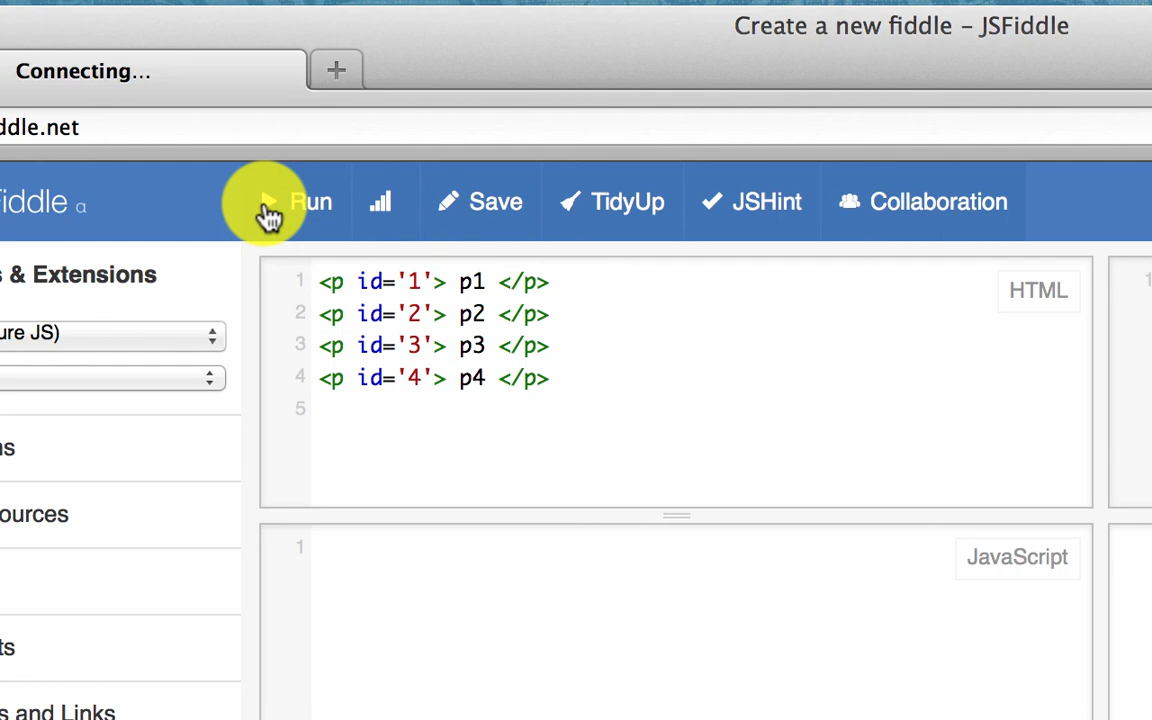 Create a new fiddle – JSFiddle
Connecting...
ddle.net
Fiddle α
Run
Save
TidyUp
JSHint
Collaboration
s & Extensions
ure JS)
ns
ources
ts
s and Links
1 <p id='1'> p1 </p>
2 <p id='2'> p2 </p>
3 <p id='3'> p3 </p>
4 <p id='4'> p4 </p>
5
HTML
1
1
JavaScript